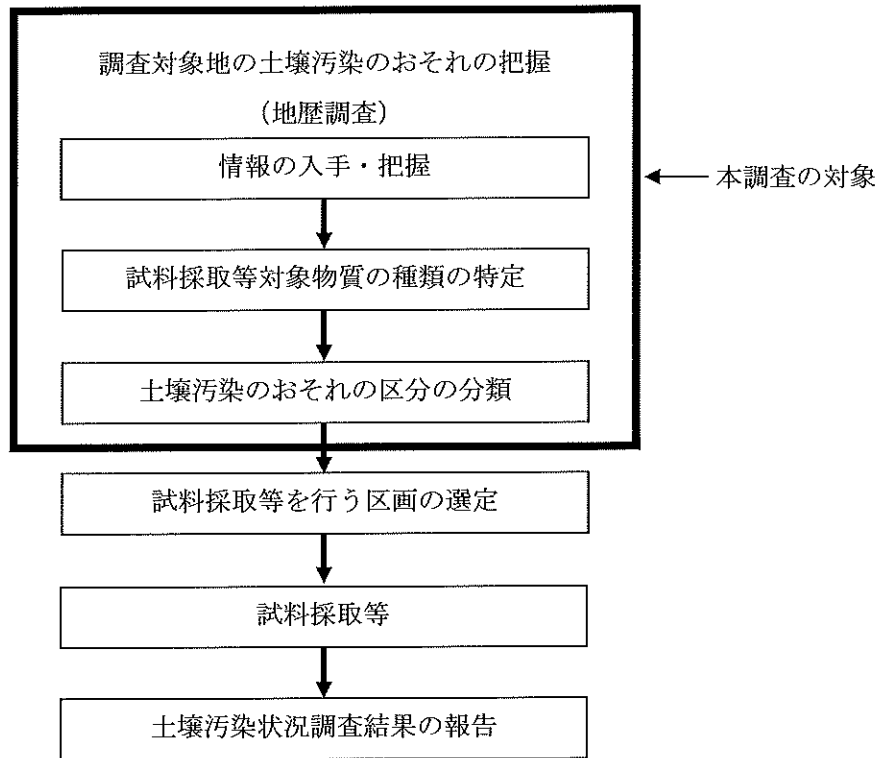 調査対象地の土壌汚染のおそれの把握
（地歴調査）
情報の入手・把握
本調査の対象
試料採取等対象物質の種類の特定
土壌汚染のおそれの区分の分類
試料採取等を行う区画の選定
試料採取等
土壌汚染状況調査結果の報告